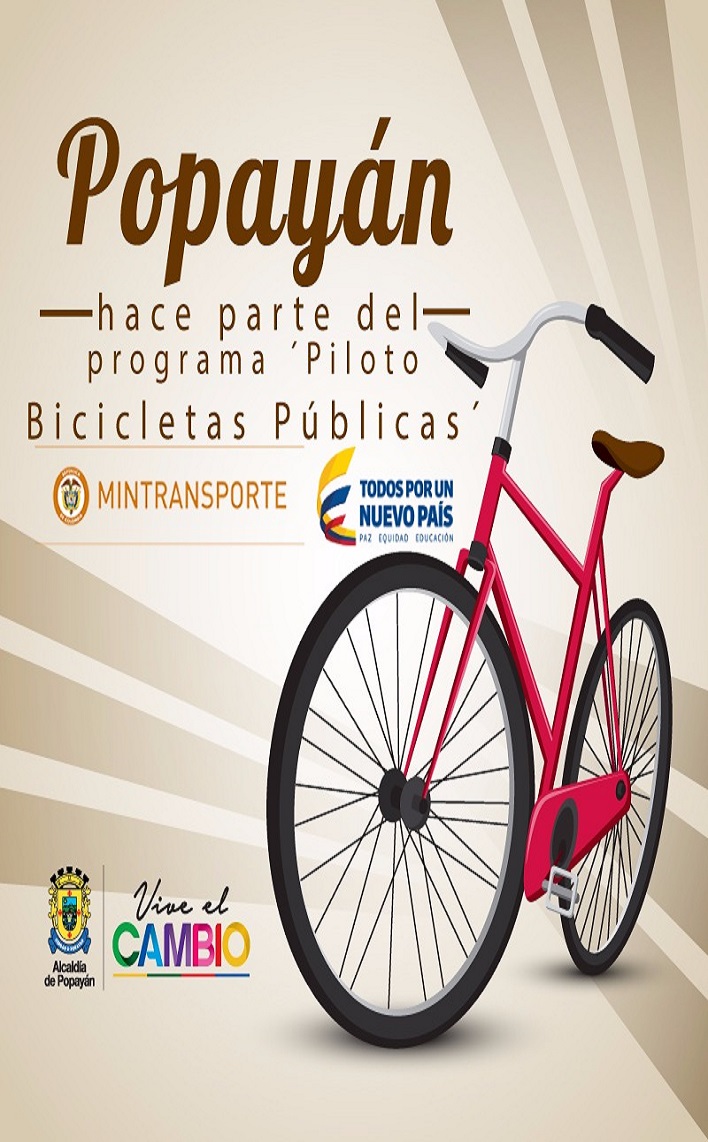 Popayán
hace parte del
programa ´Piloto
Bicicletas Públicas´
MINTRANSPORTE
TODOS POR UN
NUEVO PAÍS
PAZ EQUIDAD EDUCACIÓN
Vive el
CAMBIO
Alcaldía
de Popayán